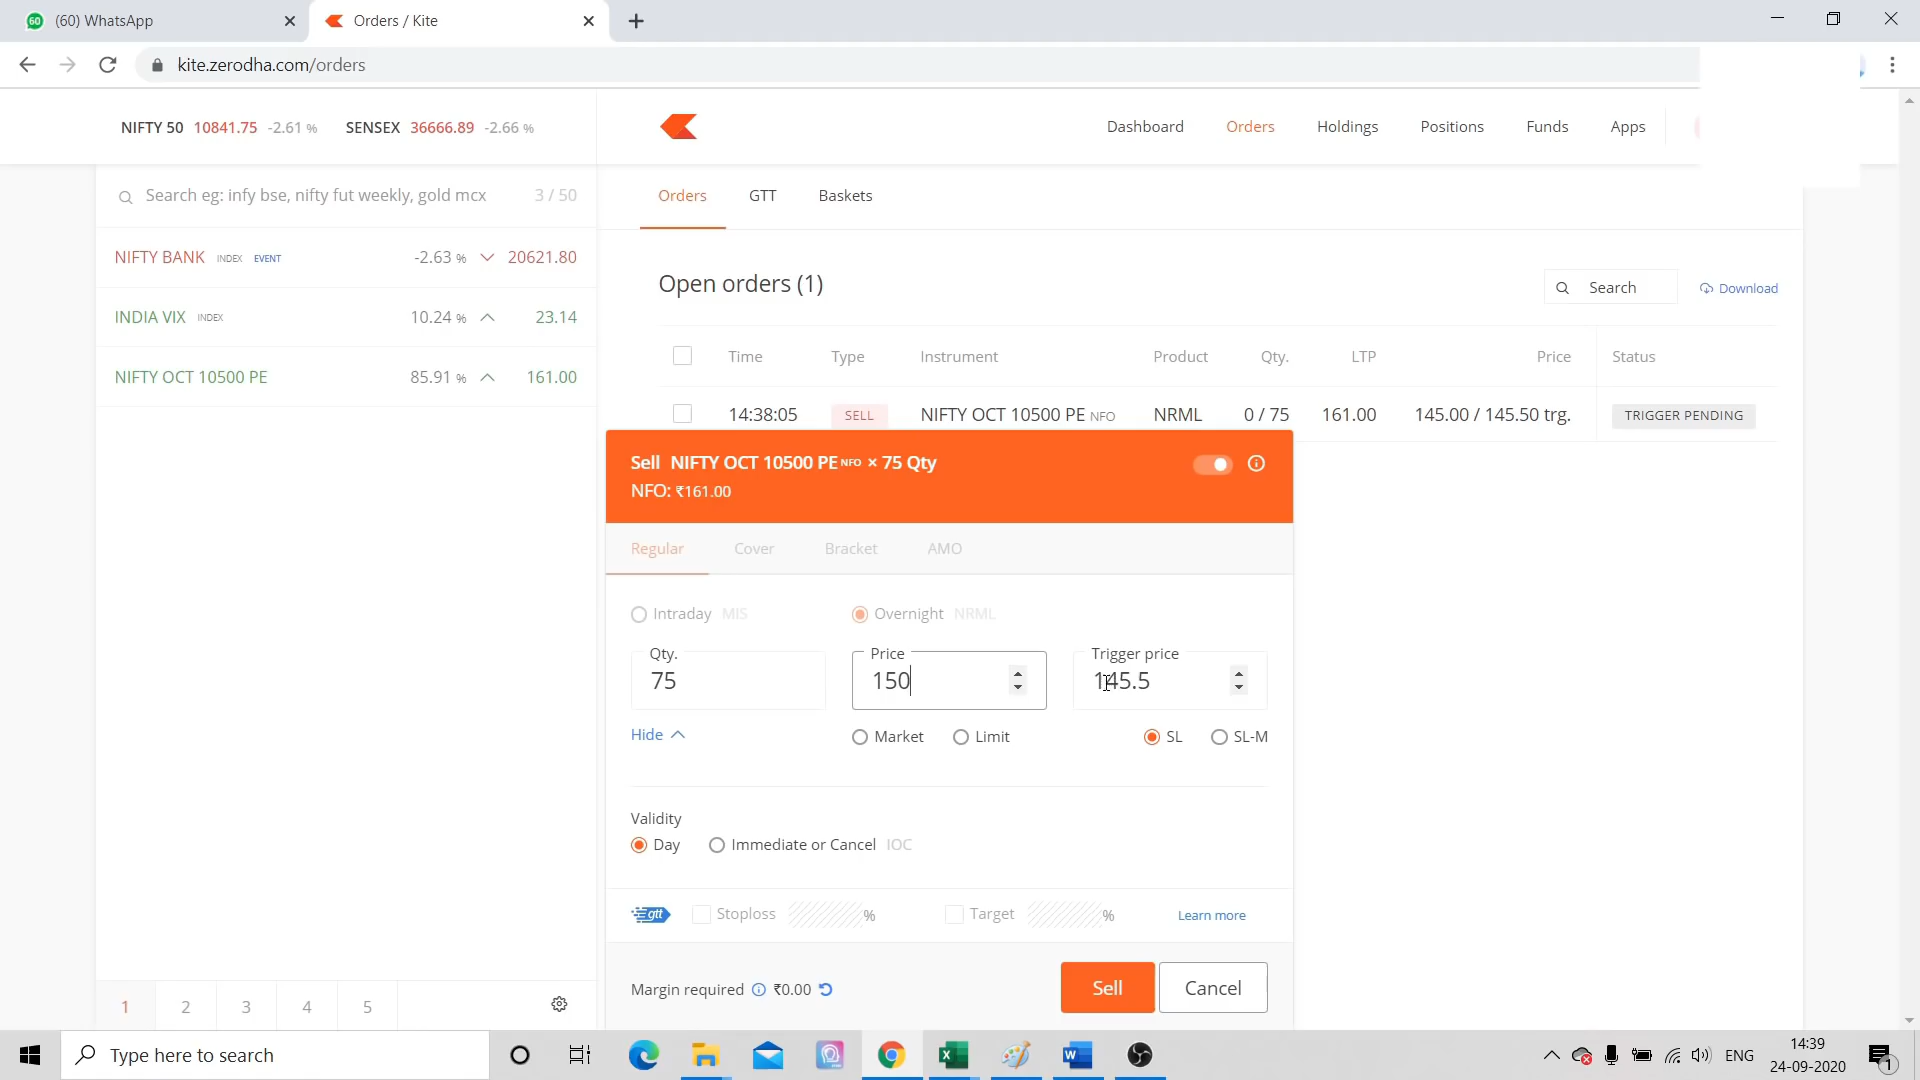 60 (60) WhatsApp
Orders / Kite
kite.zerodha.com/orders
NIFTY 50 10841.75 -2.61 % SENSEX 36666.89 -2.66 %
Dashboard Orders Holdings Positions Funds Apps
Search eg: infy bse, nifty fut weekly, gold mcx 3 / 50
NIFTY BANK INDEX EVENT -2.63 % 20621.80
INDIA VIX INDEX 10.24 % 23.14
NIFTY OCT 10500 PE 85.91 % 161.00
1 2 3 4 5
Orders GTT Baskets
Open orders (1) Search Download
Time Type Instrument Product Qty. LTP Price Status
14:38:05 SELL NIFTY OCT 10500 PE NFO NRML 0 / 75 161.00 145.00 / 145.50 trg. TRIGGER PENDING
Sell NIFTY OCT 10500 PE NFO × 75 Qty
NFO: ₹161.00
Regular Cover Bracket AMO
Intraday MIS Overnight NRML
Qty. Price Trigger price
75 150 145.5
Hide Market Limit SL SL-M
Validity
Day Immediate or Cancel IOC
gtt Stoploss % Target % Learn more
Margin required ₹0.00 Sell Cancel
Type here to search
ENG 14:39
24-09-2020
1